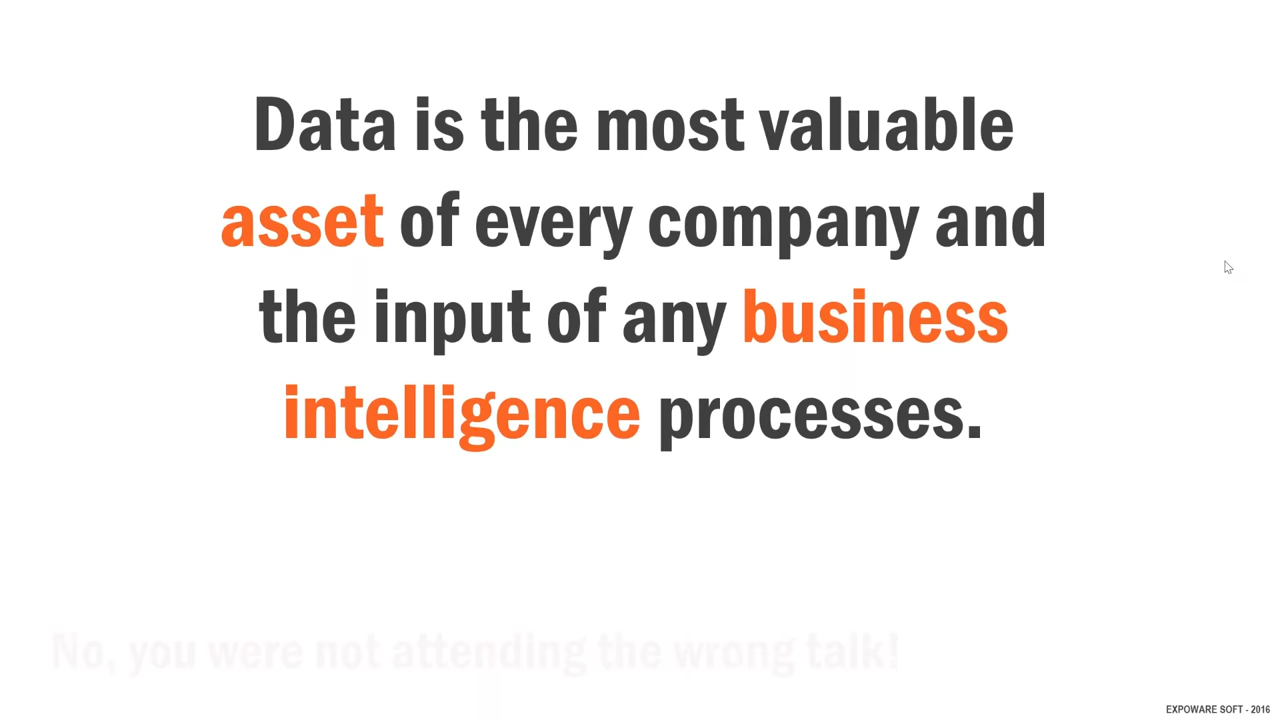 Data is the most valuable
asset of every company and
the input of any business
intelligence processes.
No, you were not attending the wrong talk!
EXPOWARE SOFT - 2016